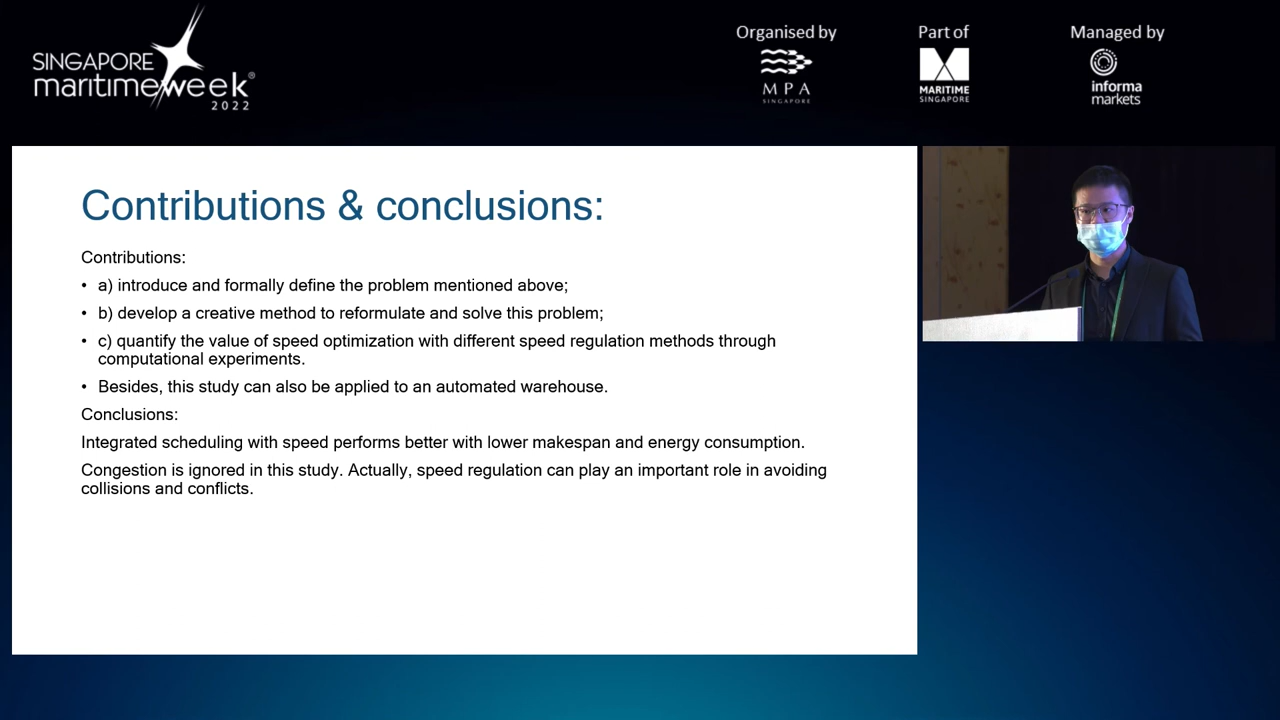 SINGAPORE
maritimeweek®
2022
Organised by
MPA
SINGAPORE
Part of
MARITIME
SINGAPORE
Managed by
informa
markets
Contributions & conclusions:
Contributions:
• a) introduce and formally define the problem mentioned above;
• b) develop a creative method to reformulate and solve this problem;
• c) quantify the value of speed optimization with different speed regulation methods through
computational experiments.
• Besides, this study can also be applied to an automated warehouse.
Conclusions:
Integrated scheduling with speed performs better with lower makespan and energy consumption.
Congestion is ignored in this study. Actually, speed regulation can play an important role in avoiding
collisions and conflicts.